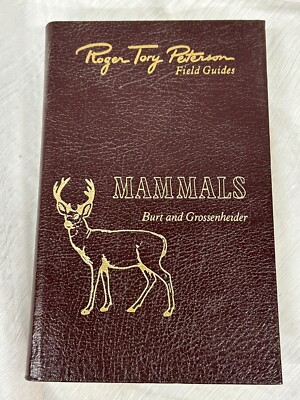 Roger Tory Peterson
Field Guides
MAMMALS
Burt and Grossenheider